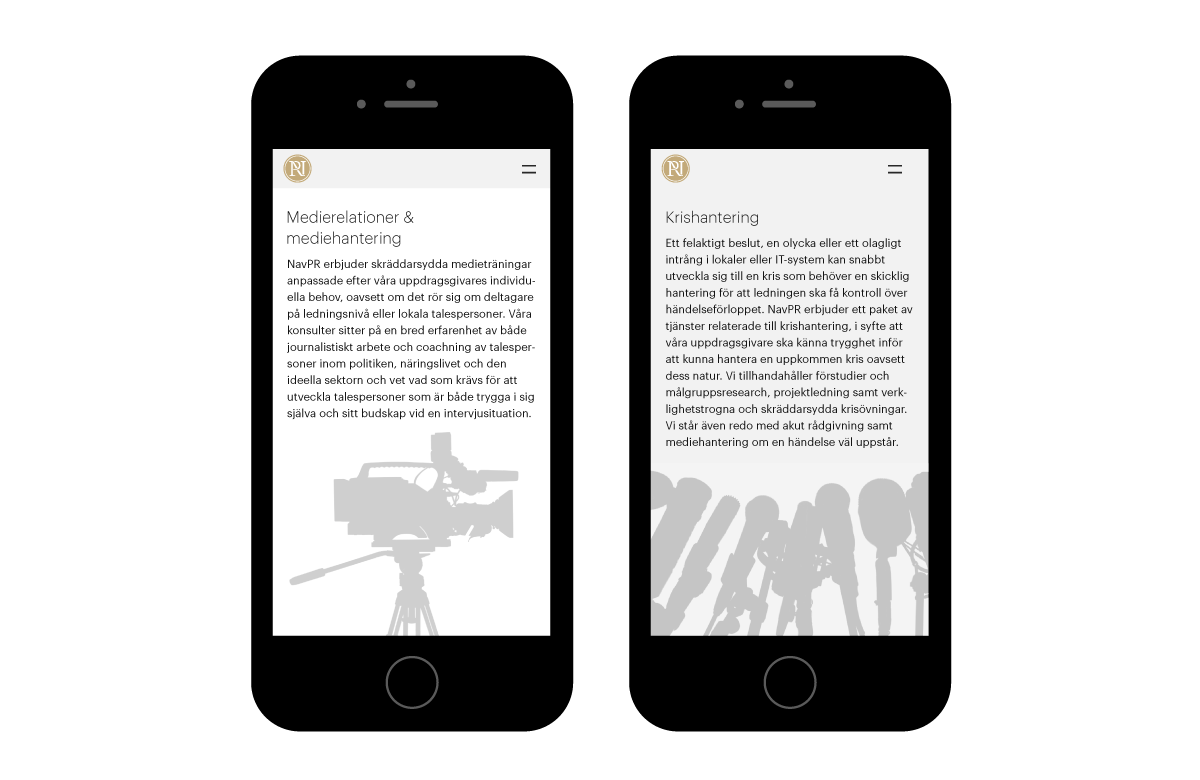 Medierelationer &
mediehantering
NavPR erbjuder skräddarsydda medieträningar
anpassade efter våra uppdragsgivares individu-
ella behov, oavsett om det rör sig om deltagare
på ledningsnivå eller lokala talespersoner. Våra
konsulter sitter på en bred erfarenhet av både
journalistiskt arbete och coachning av talesper-
soner inom politiken, näringslivet och den
ideella sektorn och vet vad som krävs för att
utveckla talespersoner som är både trygga i sig
själva och sitt budskap vid en intervjusituation.
Krishantering
Ett felaktigt beslut, en olycka eller ett olagligt
intrång i lokaler eller IT-system kan snabbt
utveckla sig till en kris som behöver en skicklig
hantering för att ledningen ska få kontroll över
händelseförloppet. NavPR erbjuder ett paket av
tjänster relaterade till krishantering, i syfte att
våra uppdragsgivare ska känna trygghet inför
att kunna hantera en uppkommen kris oavsett
dess natur. Vi tillhandahåller förstudier och
målgruppsresearch, projektledning samt verk-
lighetstrogna och skräddarsydda krisövningar.
Vi står även redo med akut rådgivning samt
mediehantering om en händelse väl uppstår.